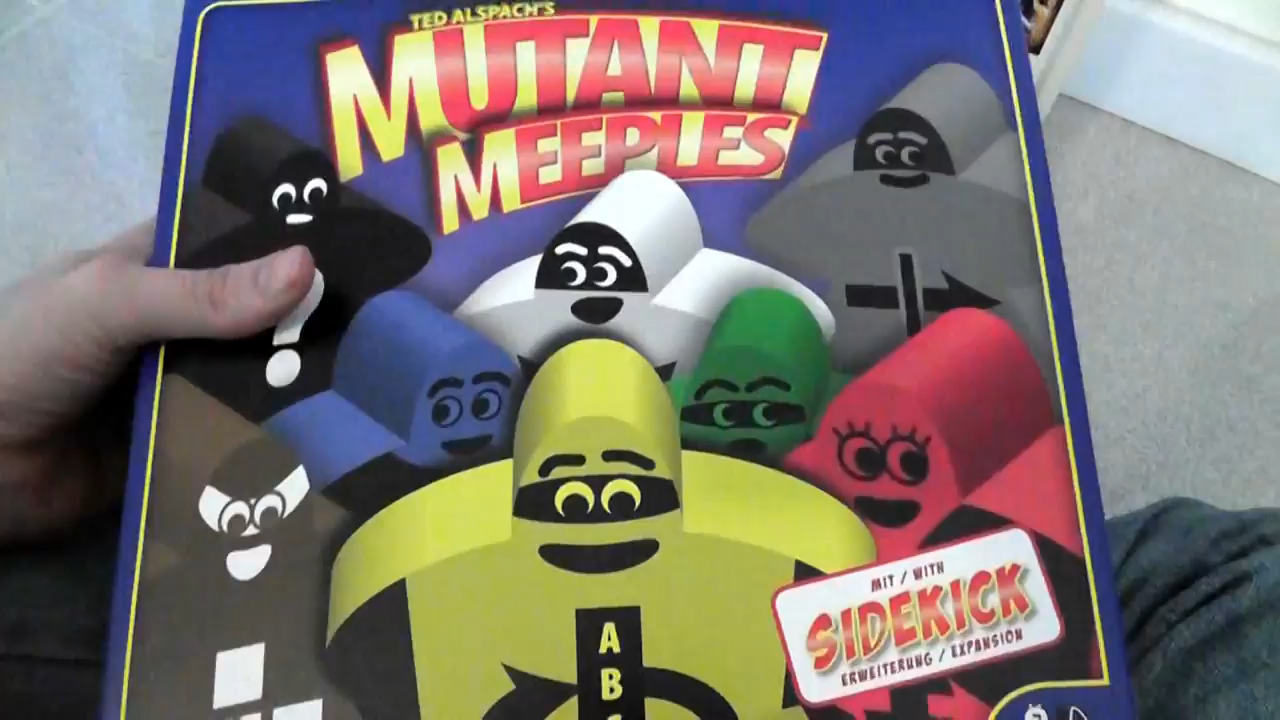 TED ALSPACH'S
MUTANT
MEEPLES
?
A
B
C
MIT / WITH
SIDEKICK
ERWEITERUNG / EXPANSION